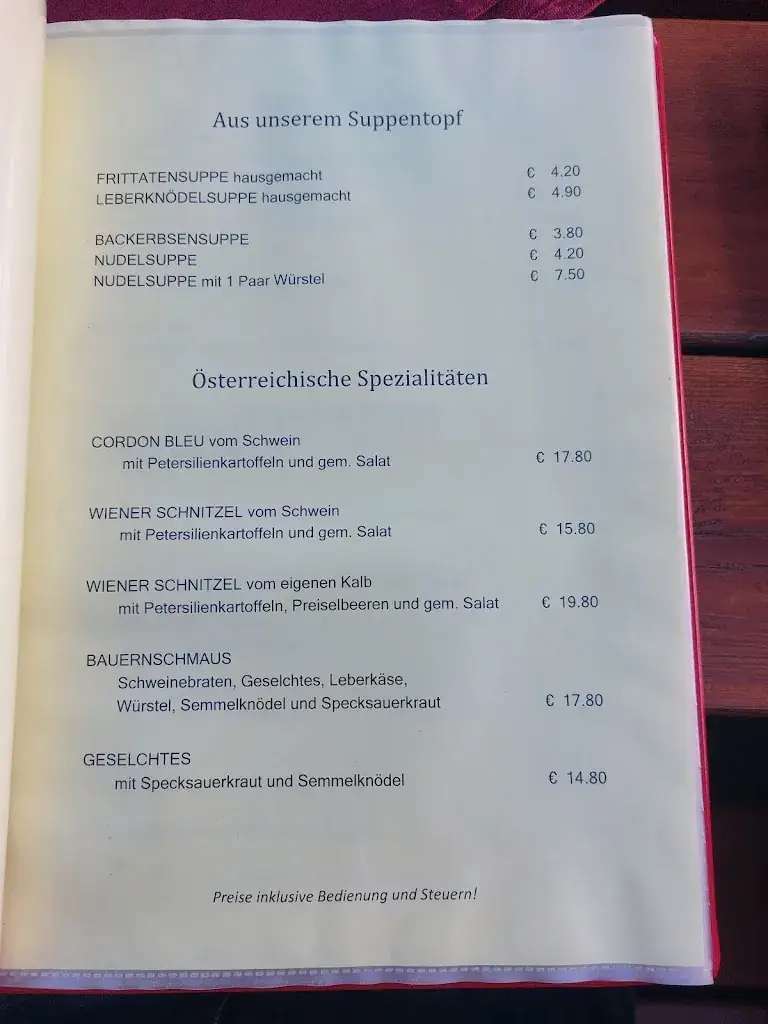 Aus unserem Suppentopf
FRITTATENSUPPE hausgemacht € 4.20
LEBERKNÖDELSUPPE hausgemacht € 4.90
BACKERBSENSUPPE € 3.80
NUDELSUPPE € 4.20
NUDELSUPPE mit 1 Paar Würstel € 7.50
Österreichische Spezialitäten
CORDON BLEU vom Schwein
mit Petersilienkartoffeln und gem. Salat € 17.80
WIENER SCHNITZEL vom Schwein
mit Petersilienkartoffeln und gem. Salat € 15.80
WIENER SCHNITZEL vom eigenen Kalb
mit Petersilienkartoffeln, Preiselbeeren und gem. Salat € 19.80
BAUERNSCHMAUS
Schweinebraten, Geselchtes, Leberkäse,
Würstel, Semmelknödel und Specksauerkraut € 17.80
GESELCHTES
mit Specksauerkraut und Semmelknödel € 14.80
Preise inklusive Bedienung und Steuern!